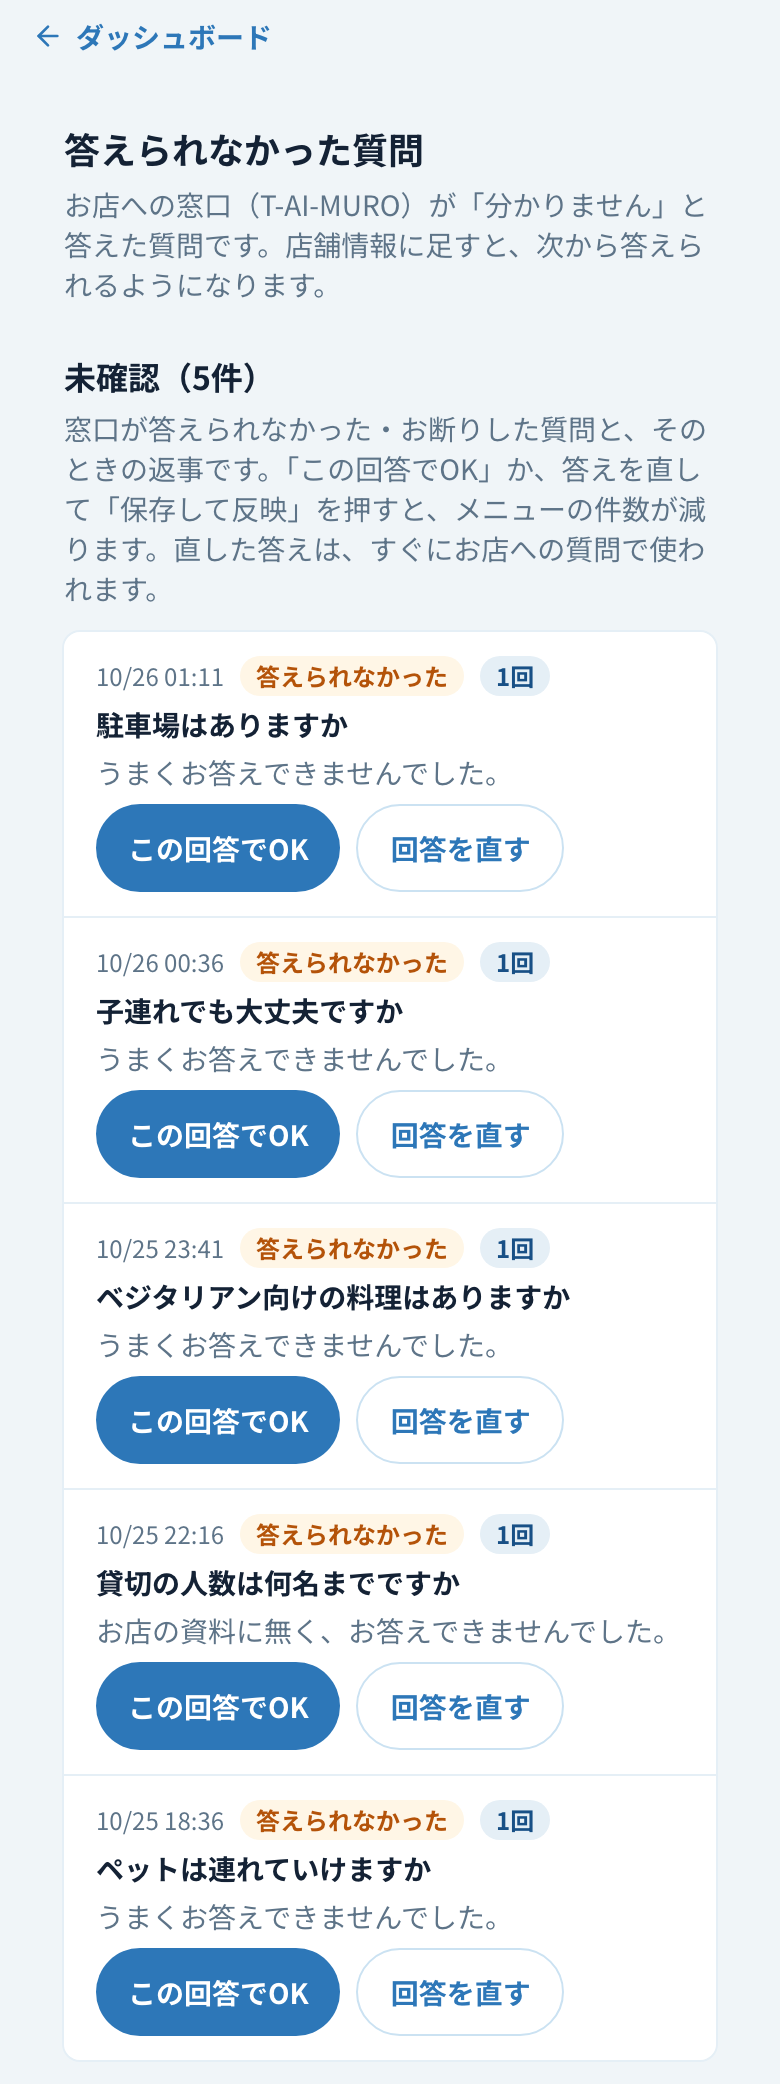 ← ダッシュボード
答えられなかった質問
お店への窓口（T-AI-MURO）が「分かりません」と
答えた質問です。店舗情報に足すと、次から答えら
れるようになります。
未確認（5件）
窓口が答えられなかった・お断りした質問と、その
ときの返事です。「この回答でOK」か、答えを直し
て「保存して反映」を押すと、メニューの件数が減
ります。直した答えは、すぐにお店への質問で使わ
れます。
10/26 01:11 答えられなかった 1回
駐車場はありますか
うまくお答えできませんでした。
この回答でOK 回答を直す
10/26 00:36 答えられなかった 1回
子連れでも大丈夫ですか
うまくお答えできませんでした。
この回答でOK 回答を直す
10/25 23:41 答えられなかった 1回
ベジタリアン向けの料理はありますか
うまくお答えできませんでした。
この回答でOK 回答を直す
10/25 22:16 答えられなかった 1回
貸切の人数は何名までですか
お店の資料に無く、お答えできませんでした。
この回答でOK 回答を直す
10/25 18:36 答えられなかった 1回
ペットは連れていけますか
うまくお答えできませんでした。
この回答でOK 回答を直す